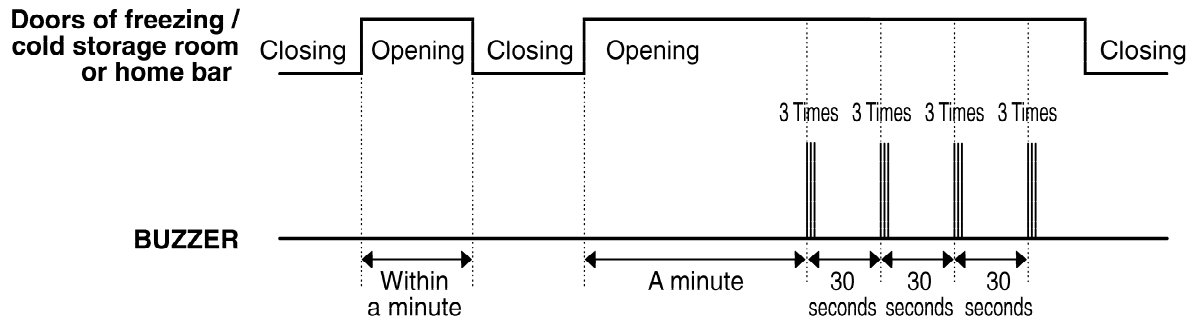 Doors of freezing /
cold storage room
or home bar
Closing
Opening
Closing
Opening
Closing
3 Times
3 Times
3 Times
3 Times
BUZZER
Within
a minute
A minute
30
seconds
30
seconds
30
seconds